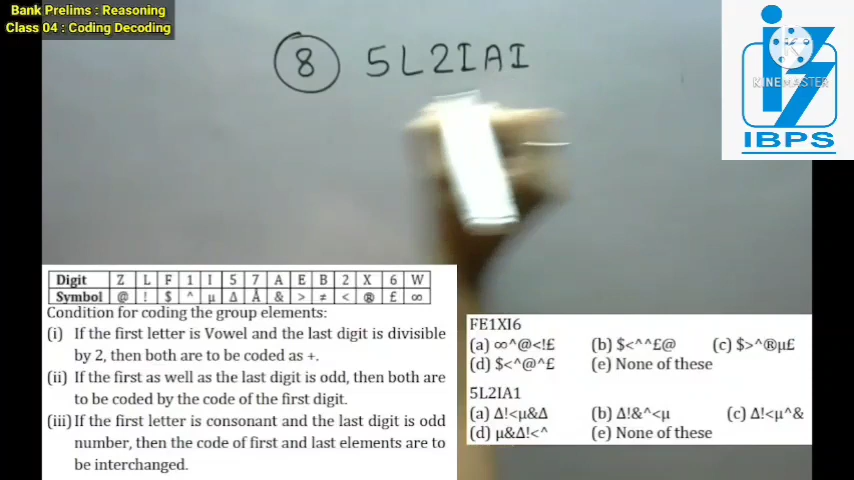 Bank Prelims : Reasoning
Class 04 : Coding Decoding
8 5L2IAI
KINEMASTER
IBPS
Digit Z L F 1 I 5 7 A E B 2 X 6 W
Symbol @ ! $ ^ µ Δ Å & > ≠ < ® £ ∞
Condition for coding the group elements:
(i) If the first letter is Vowel and the last digit is divisible
by 2, then both are to be coded as +.
(ii) If the first as well as the last digit is odd, then both are
to be coded by the code of the first digit.
(iii) If the first letter is consonant and the last digit is odd
number, then the code of first and last elements are to
be interchanged.
FE1XI6
(a) ∞^@<!£ (b) $<^^£@ (c) $>^®µ£
(d) $<^@^£ (e) None of these
5L2IA1
(a) Δ!<µ&Δ (b) Δ!&^<µ (c) Δ!<µ^&
(d) µ&Δ!<^ (e) None of these